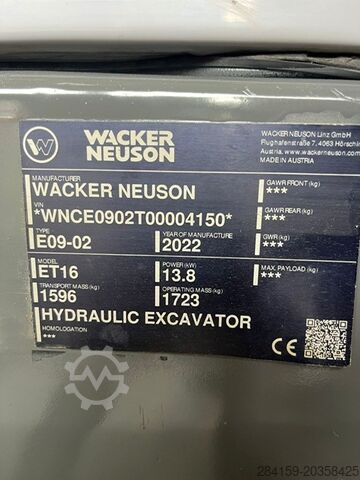 WACKER
NEUSON
WACKER NEUSON Linz GmbH
Flughafenstraße 7, 4063 Hörsching
Austria, www.wackerneuson.com
MADE IN AUSTRIA
MANUFACTURER
WACKER NEUSON
GAWR FRONT (kg)
***
VIN
*WNCE0902T00004150*
GAWR REAR (kg)
***
TYPE
E09-02
YEAR OF MANUFACTURE
2022
GWR (kg)
***
MODEL
ET16
POWER (kW)
13.8
MAX. PAYLOAD (kg)
***
TRANSPORT MASS (kg)
1596
OPERATING MASS (kg)
1723
HYDRAULIC EXCAVATOR
HOMOLOGATION
***
CE
284159-20358425